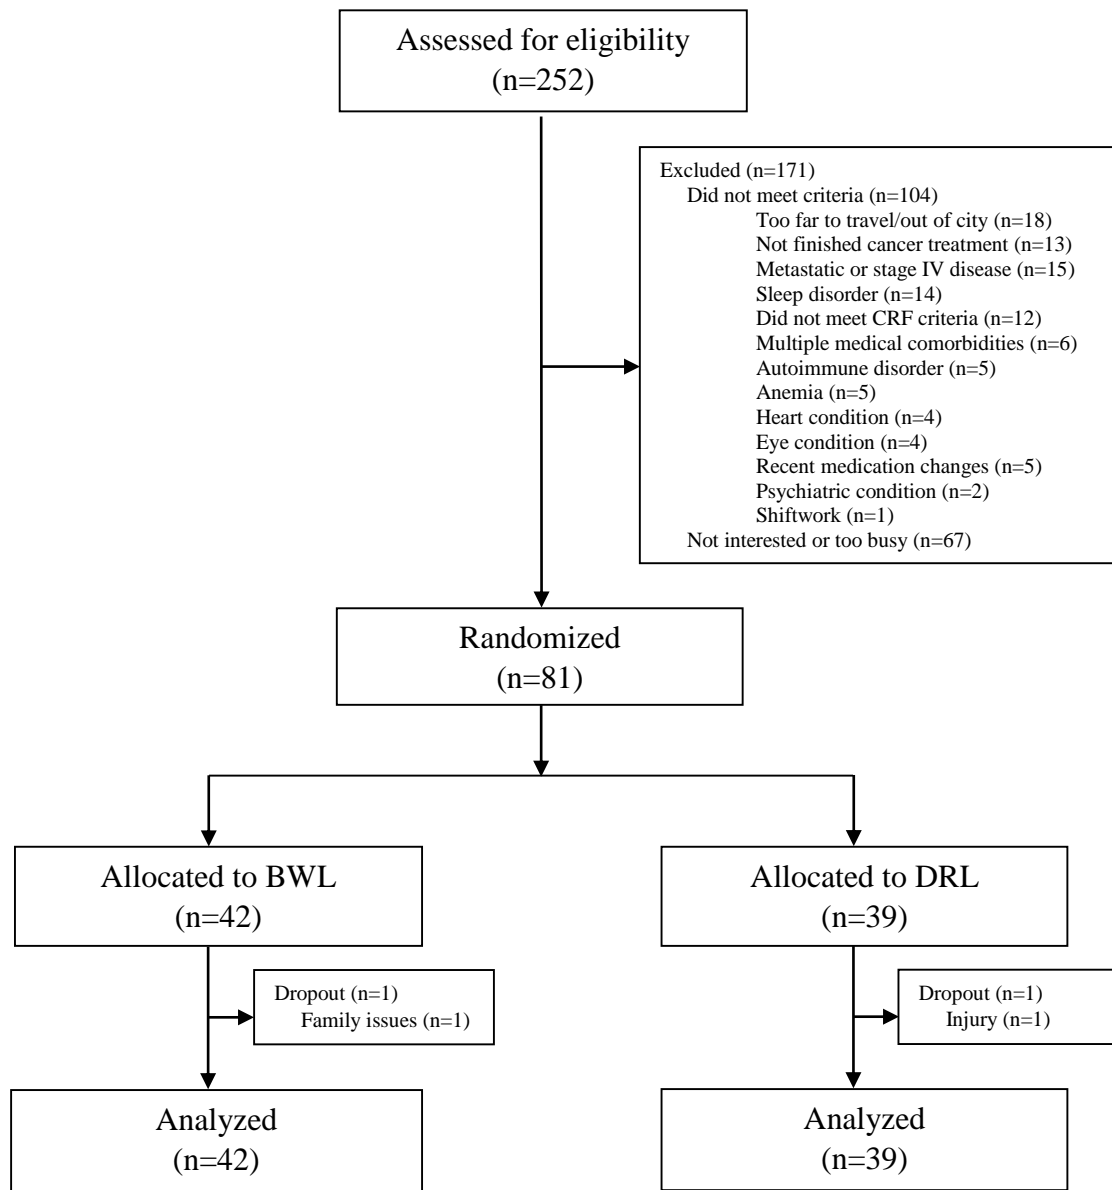 Assessed for eligibility
(n=252)
Excluded (n=171)
Did not meet criteria (n=104)
Too far to travel/out of city (n=18)
Not finished cancer treatment (n=13)
Metastatic or stage IV disease (n=15)
Sleep disorder (n=14)
Did not meet CRF criteria (n=12)
Multiple medical comorbidities (n=6)
Autoimmune disorder (n=5)
Anemia (n=5)
Heart condition (n=4)
Eye condition (n=4)
Recent medication changes (n=5)
Psychiatric condition (n=2)
Shiftwork (n=1)
Not interested or too busy (n=67)
Randomized
(n=81)
Allocated to BWL
(n=42)
Allocated to DRL
(n=39)
Dropout (n=1)
Family issues (n=1)
Dropout (n=1)
Injury (n=1)
Analyzed
(n=42)
Analyzed
(n=39)